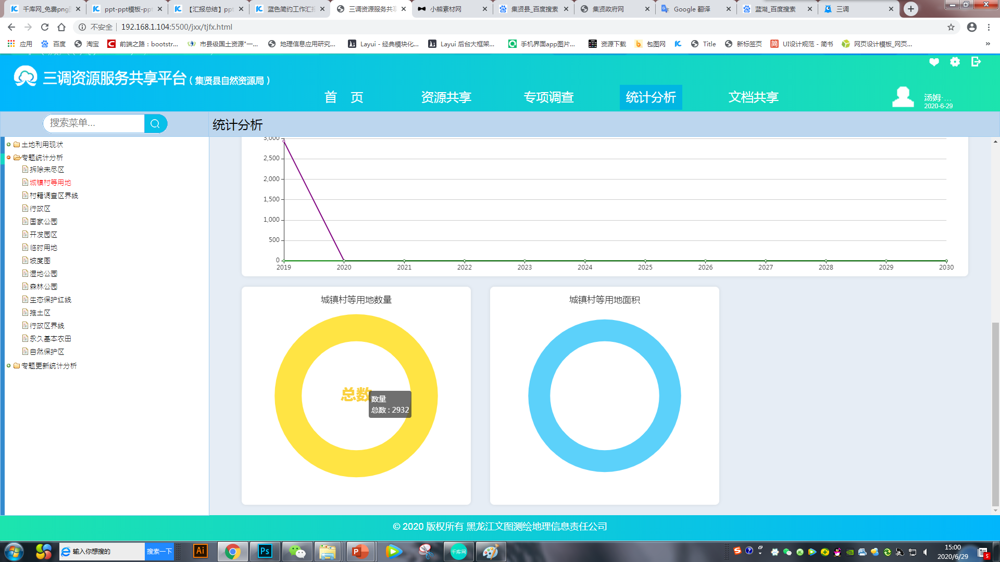 千库网_免费png
ppt-ppt模板-ppt
【汇报总结】ppt
蓝色简约工作汇报
三调资源服务共享
小熊素材网
集贤县_百度搜索
集贤政府网
Google 翻译
蓝湖_百度搜索
三调
不安全
192.168.1.104:5500/jxx/tjfx.html
应用
百度
淘宝
前端之路：bootstr...
市县级国土资源“一...
地理信息应用研究...
Layui - 经典模块化...
Layui 后台大框架...
手机界面app图片...
资源下载
包图网
Title
新标签页
UI设计规范 - 简书
网页设计模板_网页...
三调资源服务共享平台（集贤县自然资源局）
首 页
资源共享
专项调查
统计分析
文档共享
汤姆·...
2020-6-29
搜索菜单...
统计分析
土地利用现状
专题统计分析
拆除未尽区
城镇村等用地
村籍调查区界线
行政区
国家公园
开发园区
临时用地
坡度图
湿地公园
森林公园
生态保护红线
推土区
行政区界线
永久基本农田
自然保护区
专题更新统计分析
3,000
2,500
2,000
1,500
1,000
500
0
2019
2020
2021
2022
2023
2024
2025
2026
2027
2028
2029
2030
城镇村等用地数量
总数
数量
总数 : 2932
城镇村等用地面积
© 2020 版权所有 黑龙江文图测绘地理信息责任公司
输入你想搜的
搜索一下
Ai
Ps
千库网
15:00
2020/6/29
5